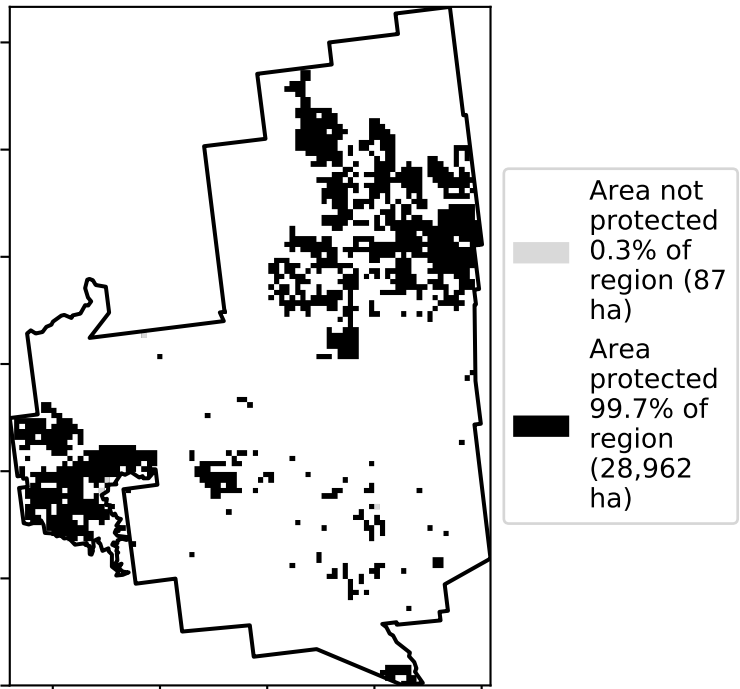 Area not
protected
0.3% of
region (87
ha)
Area
protected
99.7% of
region
(28,962
ha)